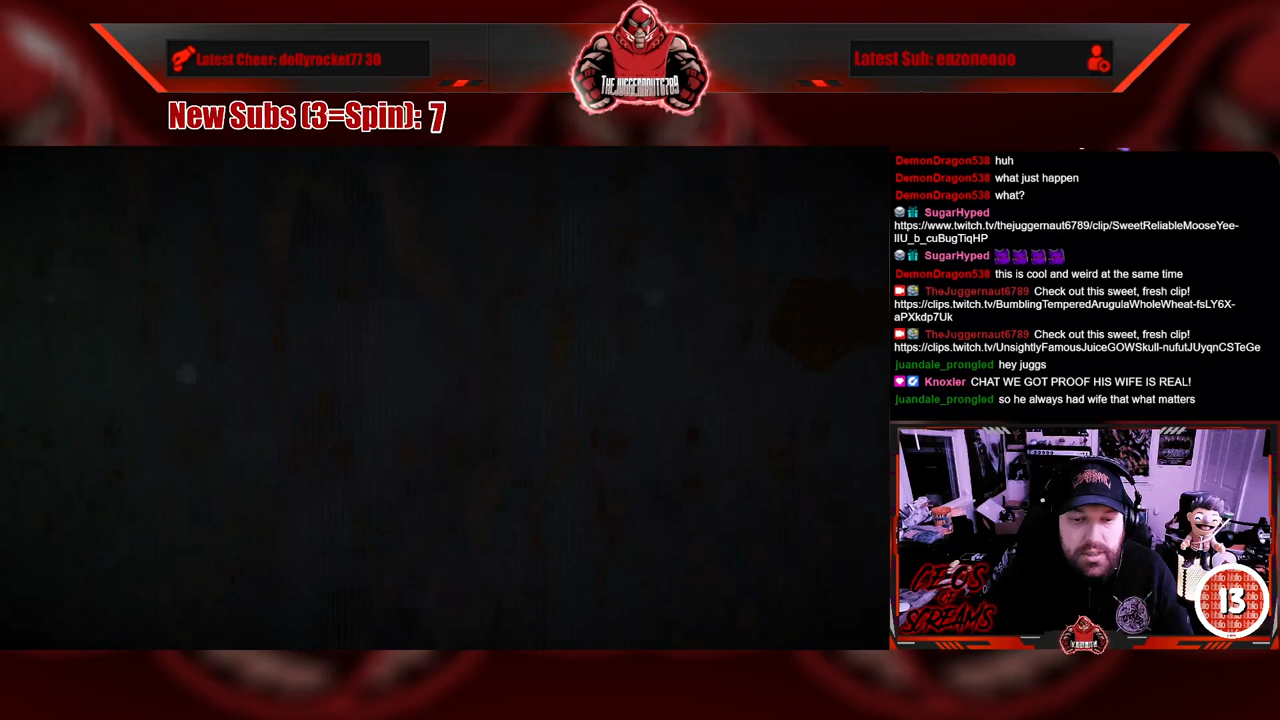 Latest Cheer: dollyrocket77 30
THEJUGGERNAUT6789
Latest Sub: enzoneooo
New Subs (3=Spin): 7
DemonDragon538 huh
DemonDragon538 what just happen
DemonDragon538 what?
SugarHyped
https://www.twitch.tv/thejuggernaut6789/clip/SweetReliableMooseYee-
lIU_b_cuBugTiqHP
SugarHyped
DemonDragon538 this is cool and weird at the same time
TheJuggernaut6789 Check out this sweet, fresh clip!
https://clips.twitch.tv/BumblingTemperedArugulaWholeWheat-fsLY6X-
aPXkdp7Uk
TheJuggernaut6789 Check out this sweet, fresh clip!
https://clips.twitch.tv/UnsightlyFamousJuiceGOWSkull-nufutJUyqnCSTeGe
juandale_prongled hey juggs
Knoxler CHAT WE GOT PROOF HIS WIFE IS REAL!
juandale_prongled so he always had wife that what matters
SCREAMS
13